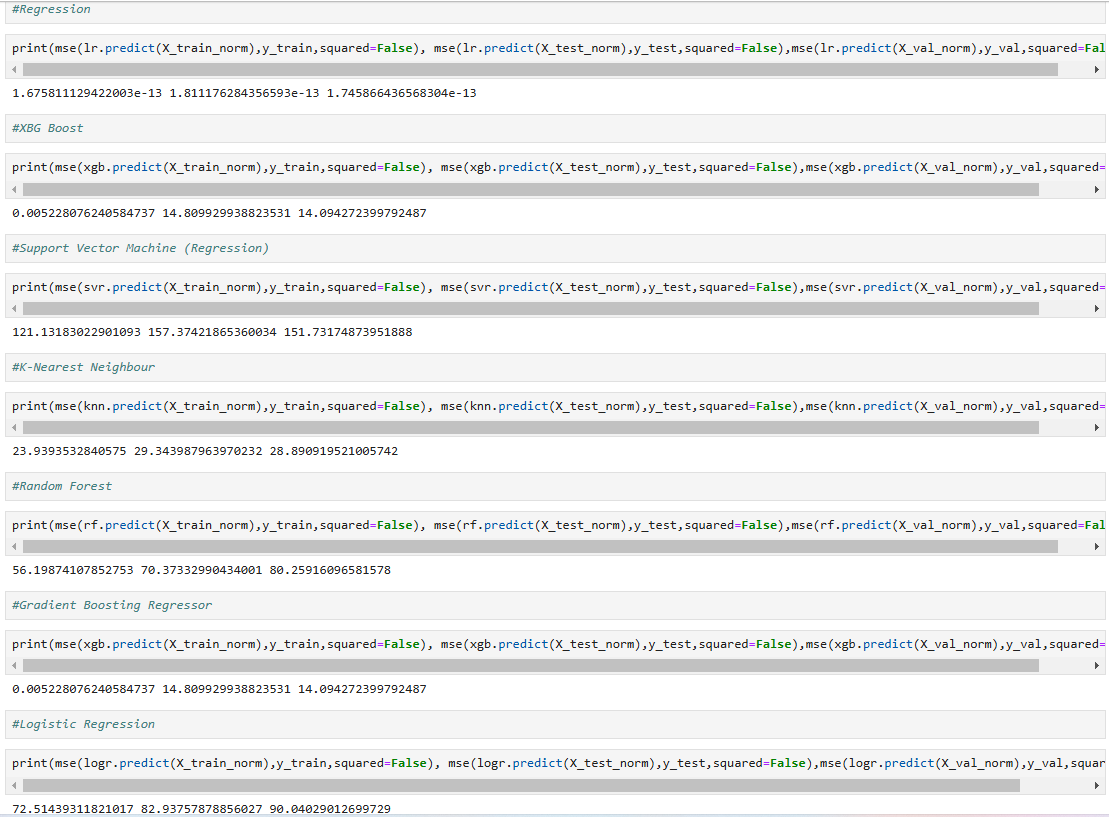 #Regression
print(mse(lr.predict(X_train_norm),y_train,squared=False), mse(lr.predict(X_test_norm),y_test,squared=False),mse(lr.predict(X_val_norm),y_val,squared=Fal
1.675811129422003e-13 1.811176284356593e-13 1.745866436568304e-13
#XBG Boost
print(mse(xgb.predict(X_train_norm),y_train,squared=False), mse(xgb.predict(X_test_norm),y_test,squared=False),mse(xgb.predict(X_val_norm),y_val,squared=
0.005228076240584737 14.809929938823531 14.094272399792487
#Support Vector Machine (Regression)
print(mse(svr.predict(X_train_norm),y_train,squared=False), mse(svr.predict(X_test_norm),y_test,squared=False),mse(svr.predict(X_val_norm),y_val,squared=
121.13183022901093 157.37421865360034 151.73174873951888
#K-Nearest Neighbour
print(mse(knn.predict(X_train_norm),y_train,squared=False), mse(knn.predict(X_test_norm),y_test,squared=False),mse(knn.predict(X_val_norm),y_val,squared=
23.9393532840575 29.343987963970232 28.890919521005742
#Random Forest
print(mse(rf.predict(X_train_norm),y_train,squared=False), mse(rf.predict(X_test_norm),y_test,squared=False),mse(rf.predict(X_val_norm),y_val,squared=Fal
56.19874107852753 70.37332990434001 80.25916096581578
#Gradient Boosting Regressor
print(mse(xgb.predict(X_train_norm),y_train,squared=False), mse(xgb.predict(X_test_norm),y_test,squared=False),mse(xgb.predict(X_val_norm),y_val,squared=
0.005228076240584737 14.809929938823531 14.094272399792487
#Logistic Regression
print(mse(logr.predict(X_train_norm),y_train,squared=False), mse(logr.predict(X_test_norm),y_test,squared=False),mse(logr.predict(X_val_norm),y_val,squar
72.51439311821017 82.93757878856027 90.04029012699729